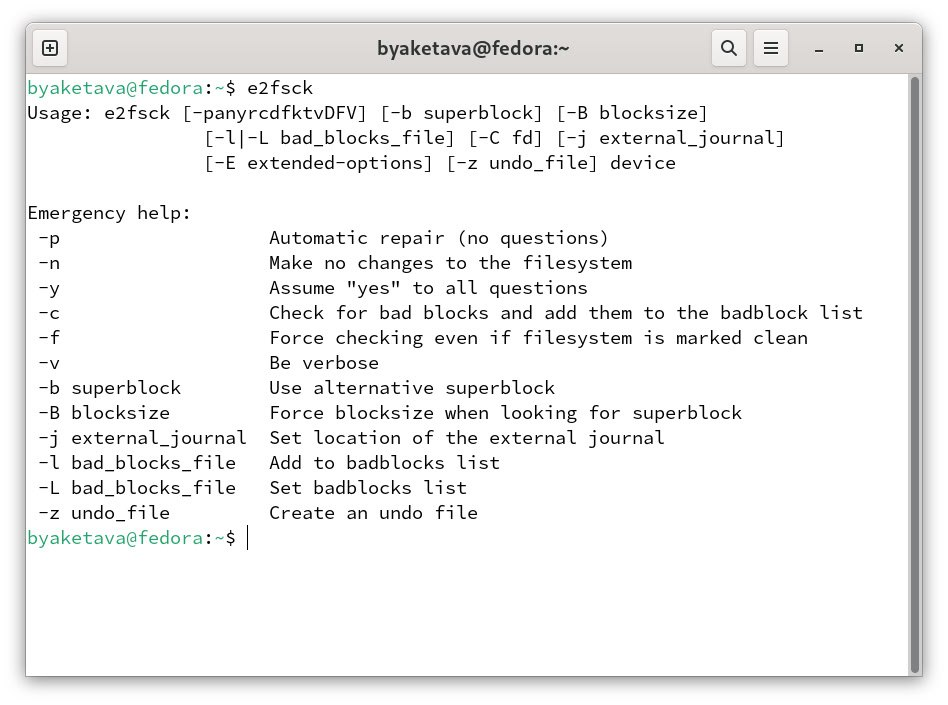 byaketava@fedora:~
byaketava@fedora:~$ e2fsck
Usage: e2fsck [-panyrcdfktvDFV] [-b superblock] [-B blocksize]
                [-l|-L bad_blocks_file] [-C fd] [-j external_journal]
                [-E extended-options] [-z undo_file] device

Emergency help:
 -p                   Automatic repair (no questions)
 -n                   Make no changes to the filesystem
 -y                   Assume "yes" to all questions
 -c                   Check for bad blocks and add them to the badblock list
 -f                   Force checking even if filesystem is marked clean
 -v                   Be verbose
 -b superblock        Use alternative superblock
 -B blocksize         Force blocksize when looking for superblock
 -j external_journal  Set location of the external journal
 -l bad_blocks_file   Add to badblocks list
 -L bad_blocks_file   Set badblocks list
 -z undo_file         Create an undo file
byaketava@fedora:~$